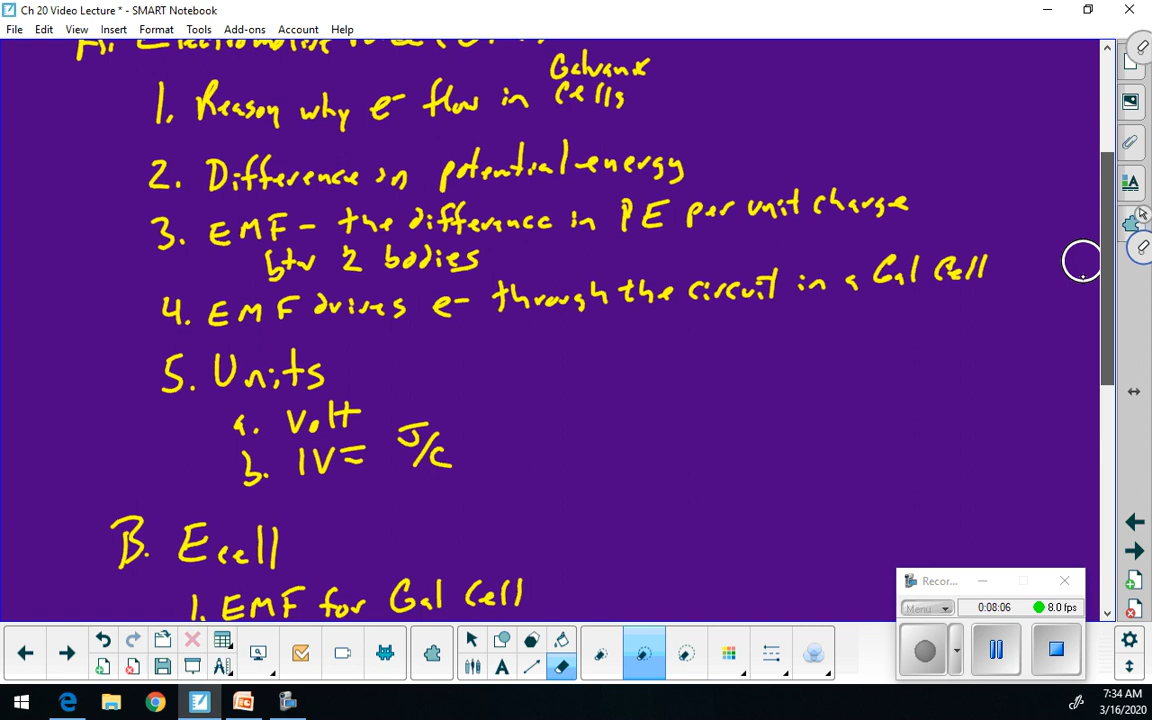 Ch 20 Video Lecture * - SMART Notebook
File Edit View Insert Format Tools Add-ons Account Help
A. Electromotive
Galvanic
1. Reason why e- flow in Cells
2. Difference in potential energy
3. EMF - the difference in PE per unit charge
btw 2 bodies
4. EMF drives e- through the circuit in a Gal Cell
5. Units
a. Volt
b. 1V = J/C
B. Ecell
1. EMF for Gal Cell
Recor...
Menu 0:08:06 8.0 fps
7:34 AM
3/16/2020